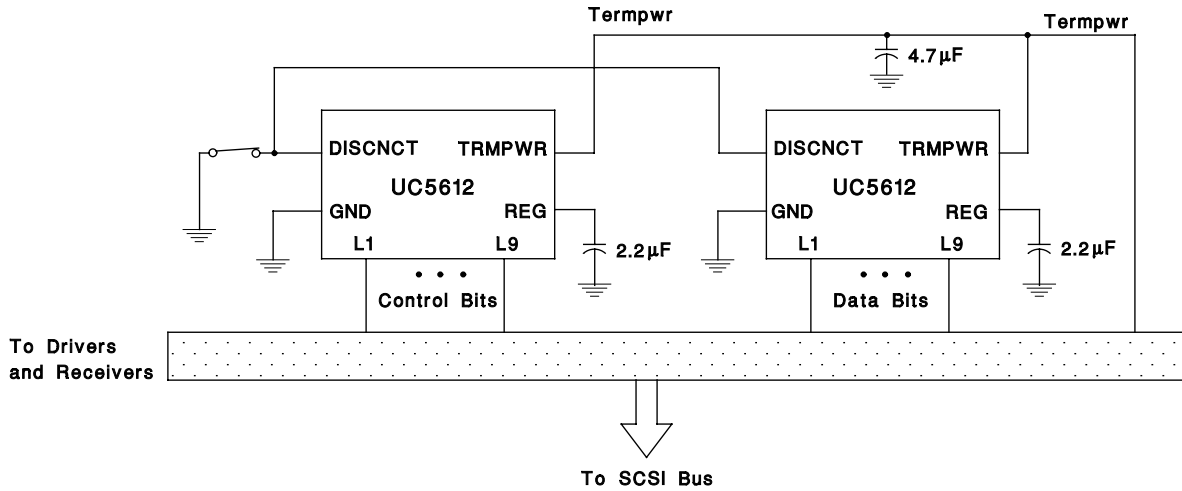 Termpwr
Termpwr
4.7µF
DISCNCT TRMPWR
UC5612
GND REG
L1 L9
2.2µF
Control Bits
DISCNCT TRMPWR
UC5612
GND REG
L1 L9
2.2µF
Data Bits
To Drivers
and Receivers
To SCSI Bus